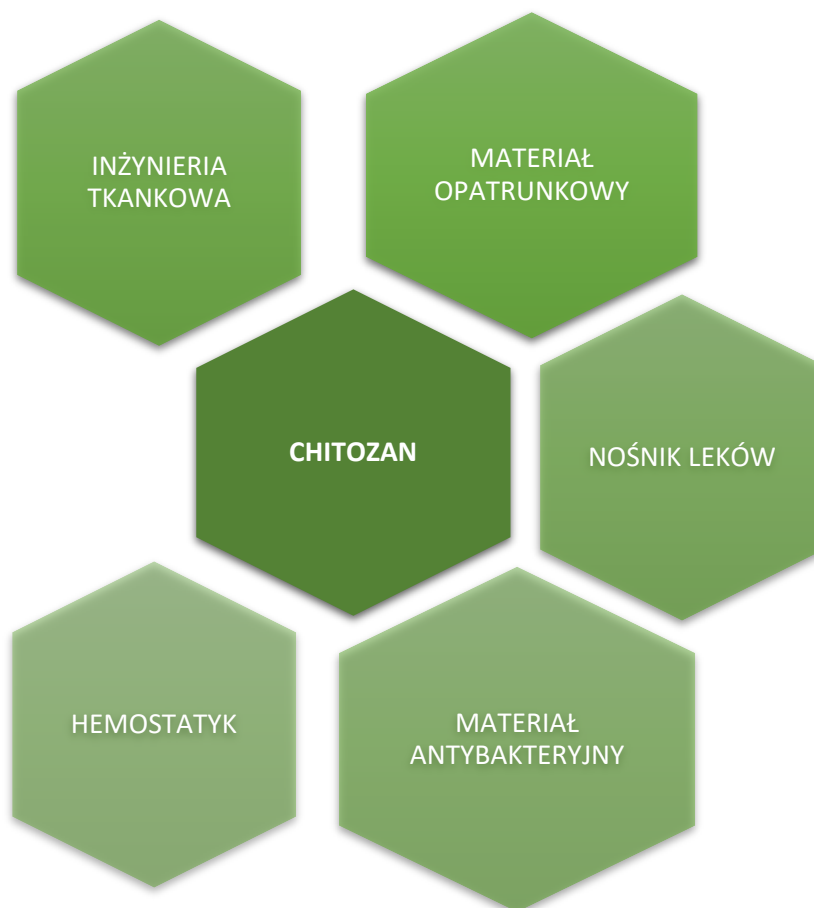 INŻYNIERIA
TKANKOWA
MATERIAŁ
OPATRUNKOWY
CHITOZAN
NOŚNIK LEKÓW
HEMOSTATYK
MATERIAŁ
ANTYBAKTERYJNY